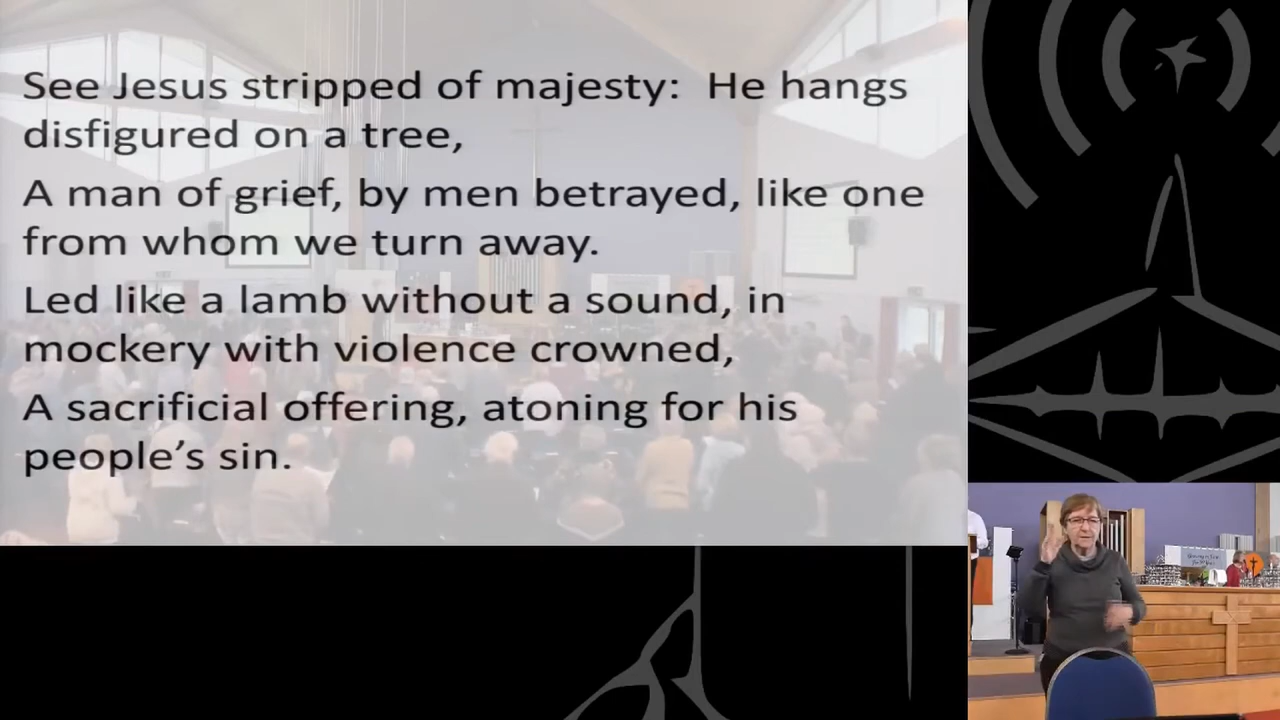 See Jesus stripped of majesty:  He hangs
disfigured on a tree,
A man of grief, by men betrayed, like one
from whom we turn away.
Led like a lamb without a sound, in
mockery with violence crowned,
A sacrificial offering, atoning for his
people’s sin.